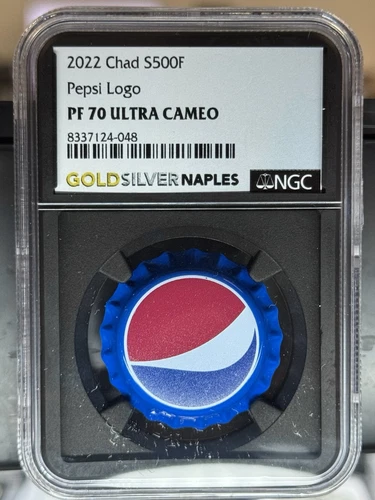 2022 Chad S500F
Pepsi Logo
PF 70 ULTRA CAMEO
8337124-048
GOLDSILVER NAPLES
NGC